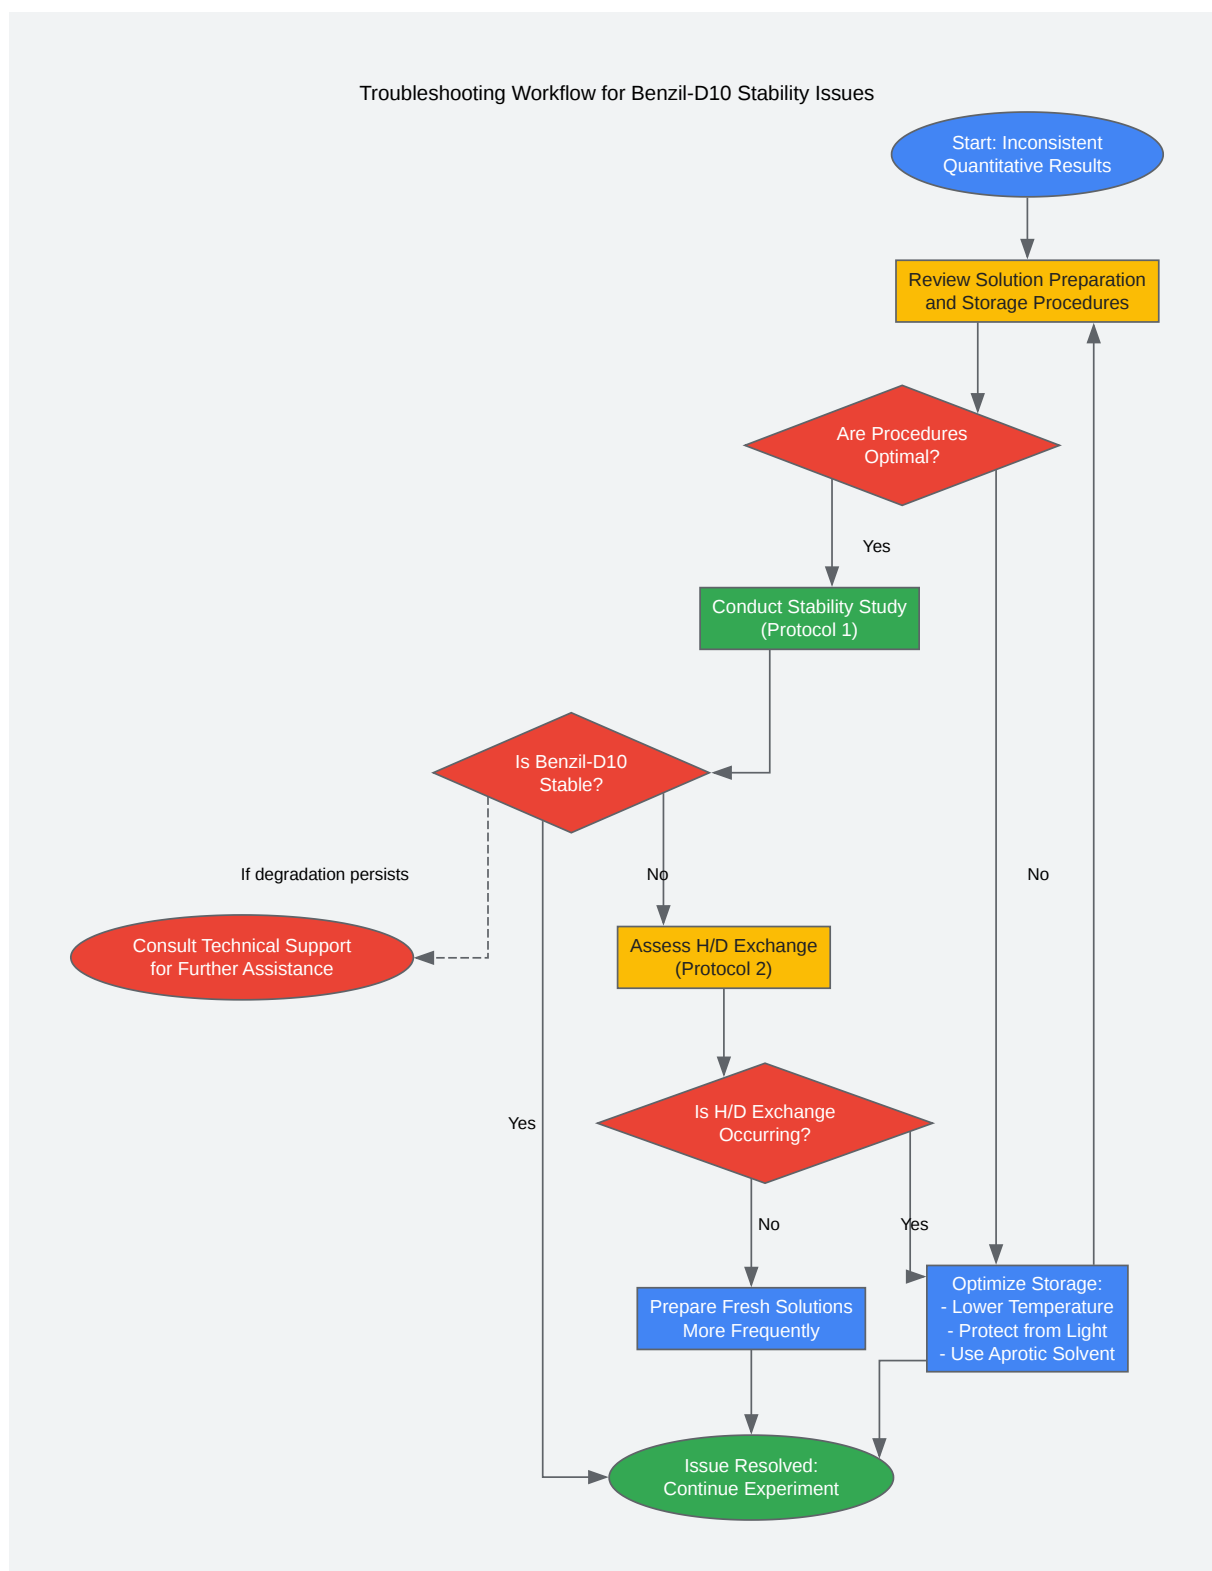 Troubleshooting Workflow for Benzil-D10 Stability Issues
Start: Inconsistent
Quantitative Results
Review Solution Preparation
and Storage Procedures
Are Procedures
Optimal?
Yes
Conduct Stability Study
(Protocol 1)
Is Benzil-D10
Stable?
If degradation persists
No
No
Consult Technical Support
for Further Assistance
Assess H/D Exchange
(Protocol 2)
Is H/D Exchange
Occurring?
Yes
No
Yes
Optimize Storage:
- Lower Temperature
- Protect from Light
- Use Aprotic Solvent
Prepare Fresh Solutions
More Frequently
Issue Resolved:
Continue Experiment